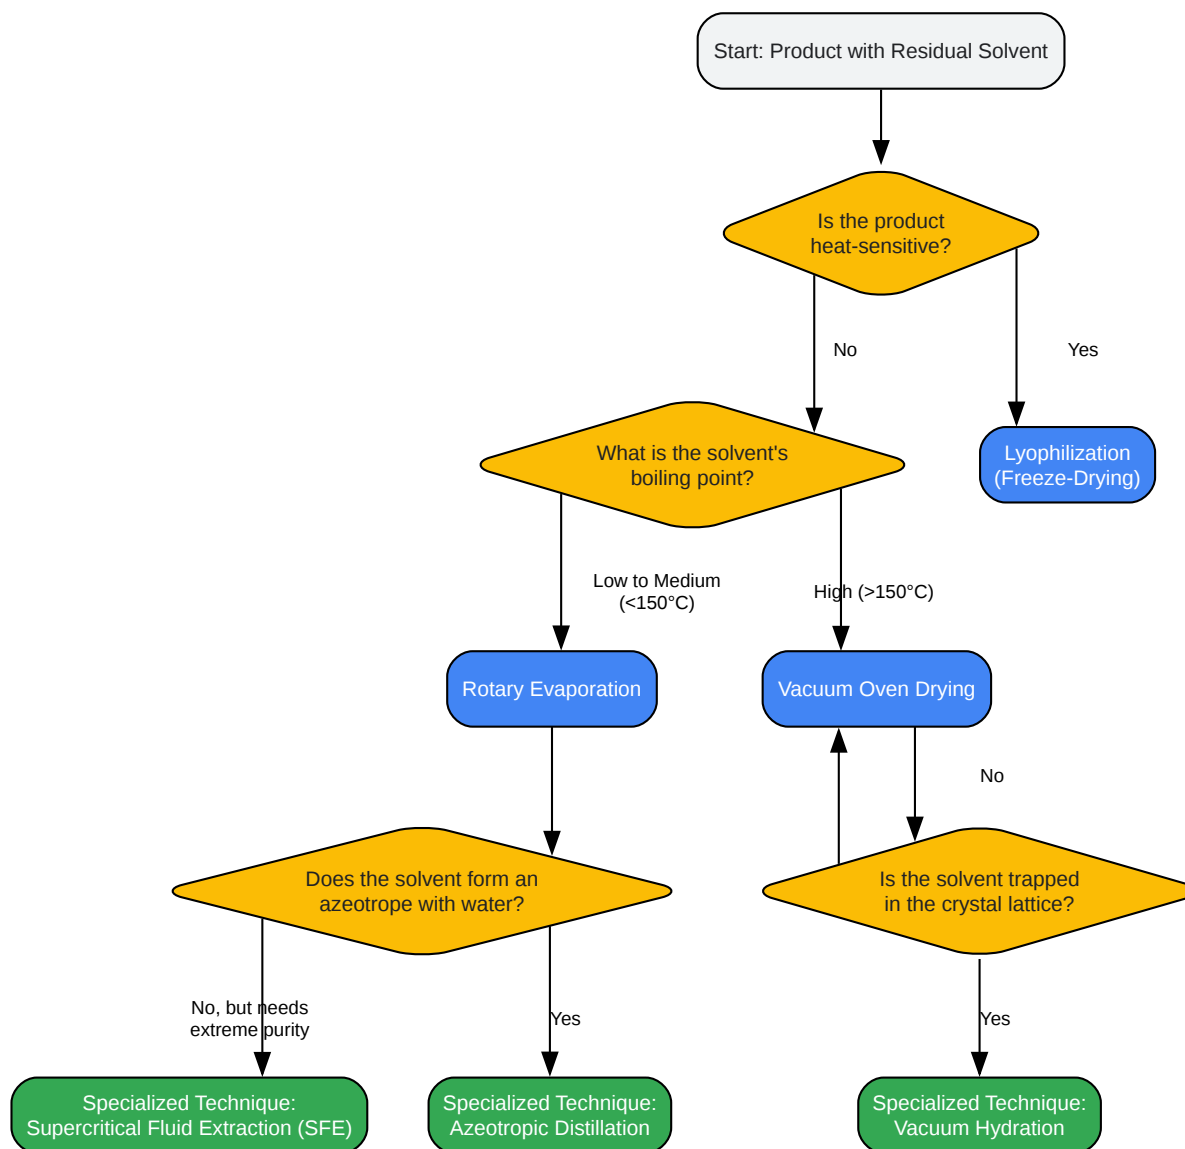 Start: Product with Residual Solvent
Is the product
heat-sensitive?
No
Yes
What is the solvent's
boiling point?
Lyophilization
(Freeze-Drying)
Low to Medium
(<150°C)
High (>150°C)
Rotary Evaporation
Vacuum Oven Drying
No
Does the solvent form an
azeotrope with water?
Is the solvent trapped
in the crystal lattice?
No, but needs
extreme purity
Yes
Yes
Specialized Technique:
Supercritical Fluid Extraction (SFE)
Specialized Technique:
Azeotropic Distillation
Specialized Technique:
Vacuum Hydration